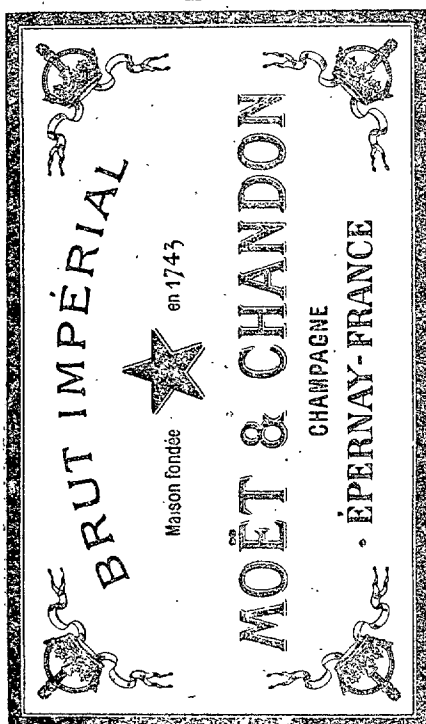 BRUT IMPÉRIAL
Maison fondée en 1743
MOËT & CHANDON
CHAMPAGNE
ÉPERNAY-FRANCE